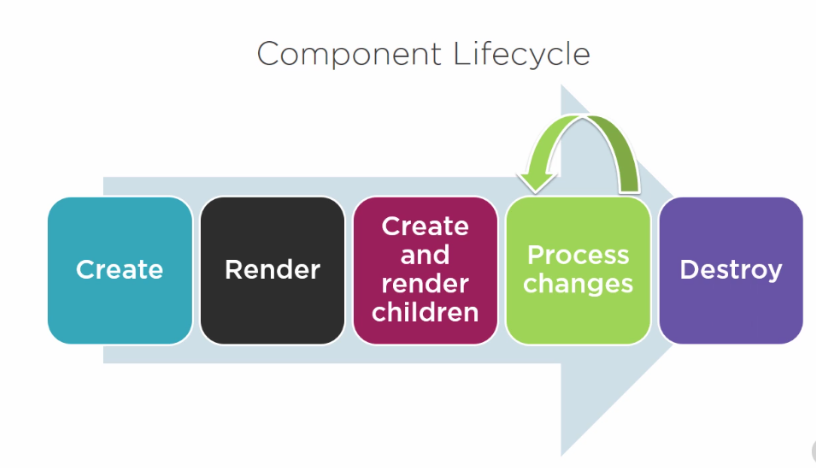 Component Lifecycle
Create
Render
Create
and
render
children
Process
changes
Destroy